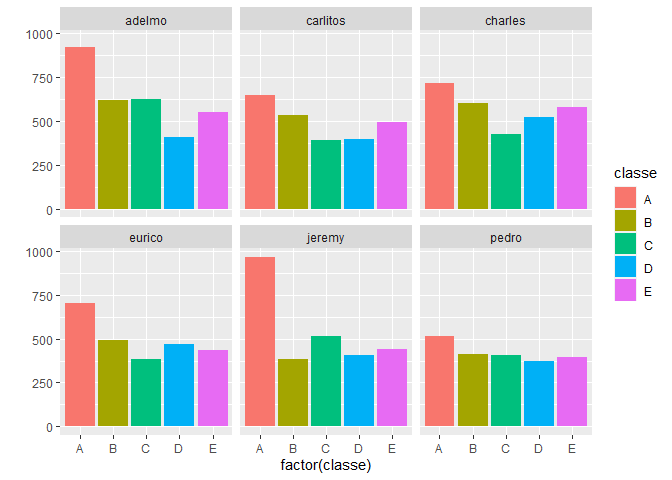 adelmo carlitos charles
1000
750
500
250
0
eurico jeremy pedro
1000
750
500
250
0
A B C D E A B C D E A B C D E
factor(classe)
classe
A
B
C
D
E